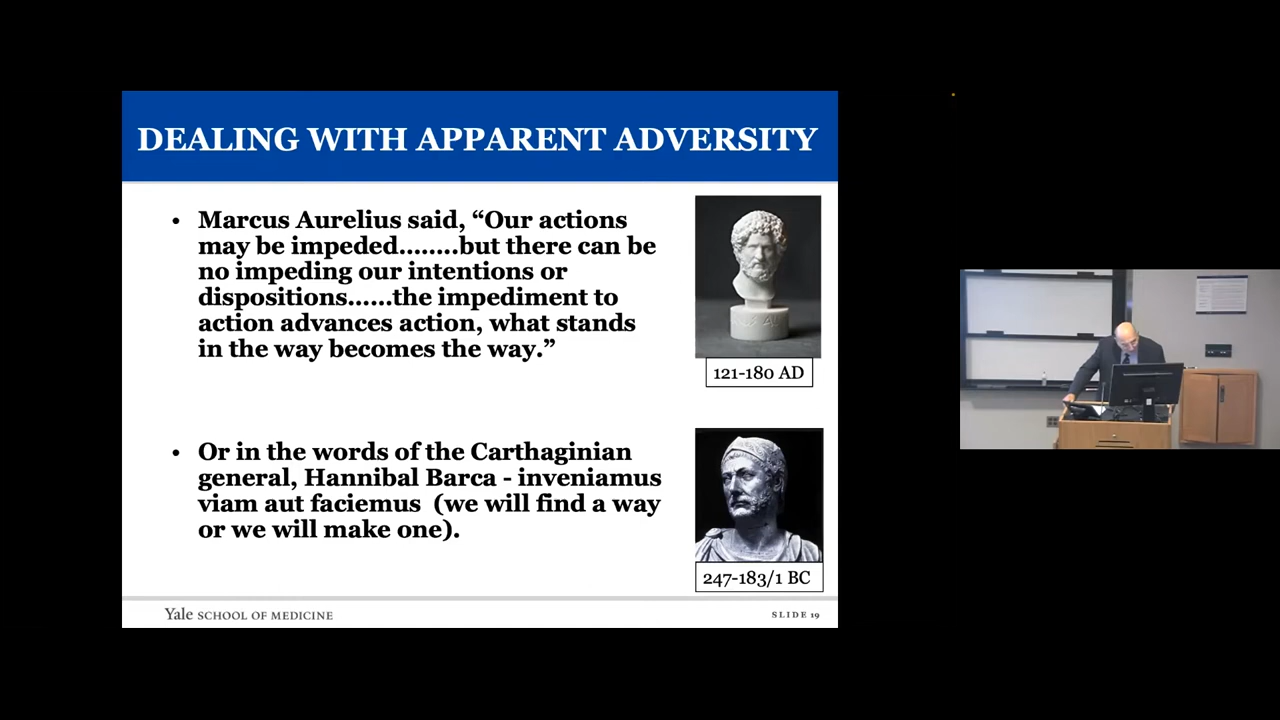 DEALING WITH APPARENT ADVERSITY
• Marcus Aurelius said, “Our actions
may be impeded........but there can be
no impeding our intentions or
dispositions......the impediment to
action advances action, what stands
in the way becomes the way.”
121-180 AD
• Or in the words of the Carthaginian
general, Hannibal Barca - inveniamus
viam aut faciemus (we will find a way
or we will make one).
247-183/1 BC
Yale SCHOOL OF MEDICINE
SLIDE 19